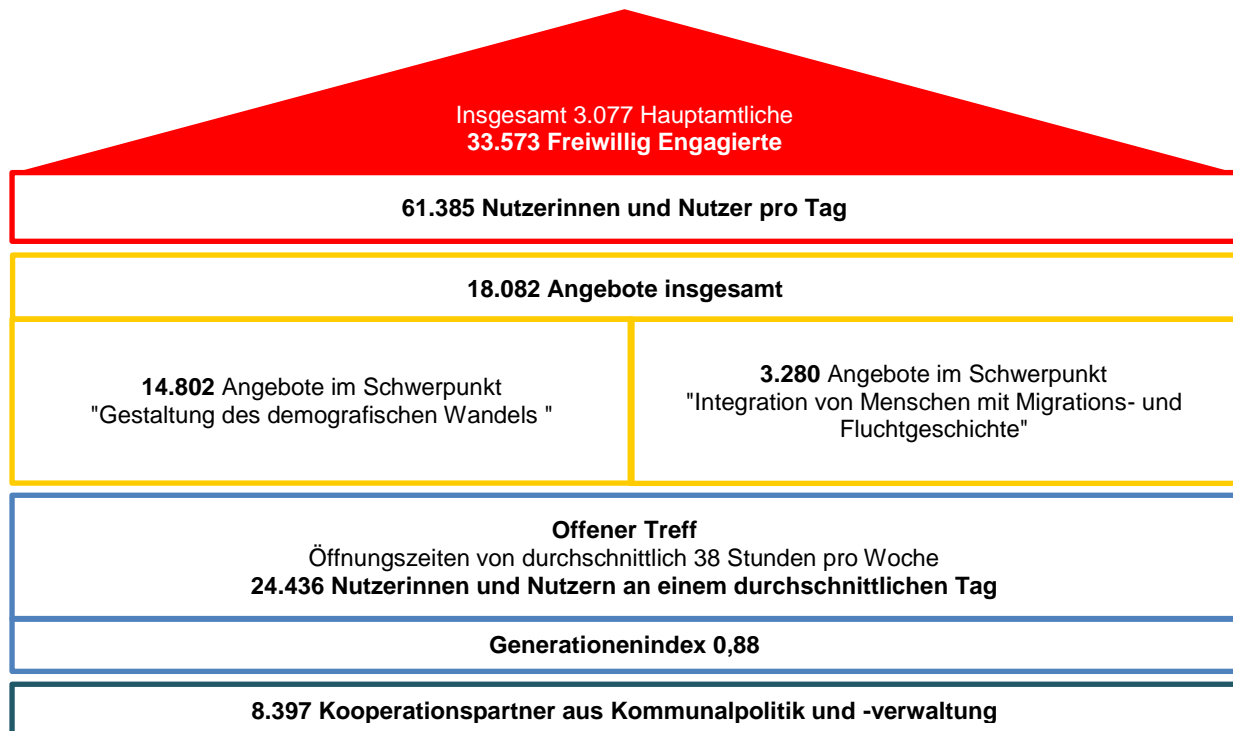 Insgesamt 3.077 Hauptamtliche
33.573 Freiwillig Engagierte
61.385 Nutzerinnen und Nutzer pro Tag
18.082 Angebote insgesamt
14.802 Angebote im Schwerpunkt
"Gestaltung des demografischen Wandels "
3.280 Angebote im Schwerpunkt
"Integration von Menschen mit Migrations- und
Fluchtgeschichte"
Offener Treff
Öffnungszeiten von durchschnittlich 38 Stunden pro Woche
24.436 Nutzerinnen und Nutzern an einem durchschnittlichen Tag
Generationenindex 0,88
8.397 Kooperationspartner aus Kommunalpolitik und -verwaltung